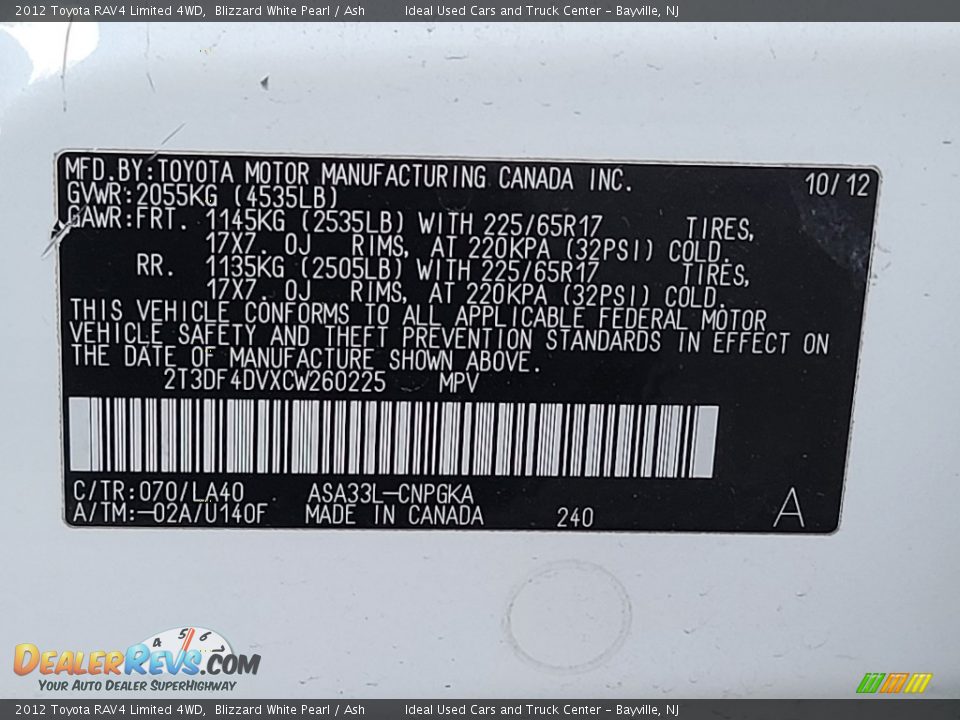 2012 Toyota RAV4 Limited 4WD, Blizzard White Pearl / Ash Ideal Used Cars and Truck Center - Bayville, NJ
MFD.BY:TOYOTA MOTOR MANUFACTURING CANADA INC. 10/12
GVWR:2055KG (4535LB)
GAWR:FRT. 1145KG (2535LB) WITH 225/65R17 TIRES,
17X7. 0J RIMS, AT 220KPA (32PSI) COLD.
RR. 1135KG (2505LB) WITH 225/65R17 TIRES,
17X7. 0J RIMS, AT 220KPA (32PSI) COLD.
THIS VEHICLE CONFORMS TO ALL APPLICABLE FEDERAL MOTOR
VEHICLE SAFETY AND THEFT PREVENTION STANDARDS IN EFFECT ON
THE DATE OF MANUFACTURE SHOWN ABOVE.
2T3DF4DVXCW260225 MPV
C/TR:070/LA40 ASA33L-CNPGKA
A/TM:-02A/U140F MADE IN CANADA 240 A
4 5 6 7
DEALERREVS.COM
YOUR AUTO DEALER SUPERHIGHWAY
2012 Toyota RAV4 Limited 4WD, Blizzard White Pearl / Ash Ideal Used Cars and Truck Center - Bayville, NJ